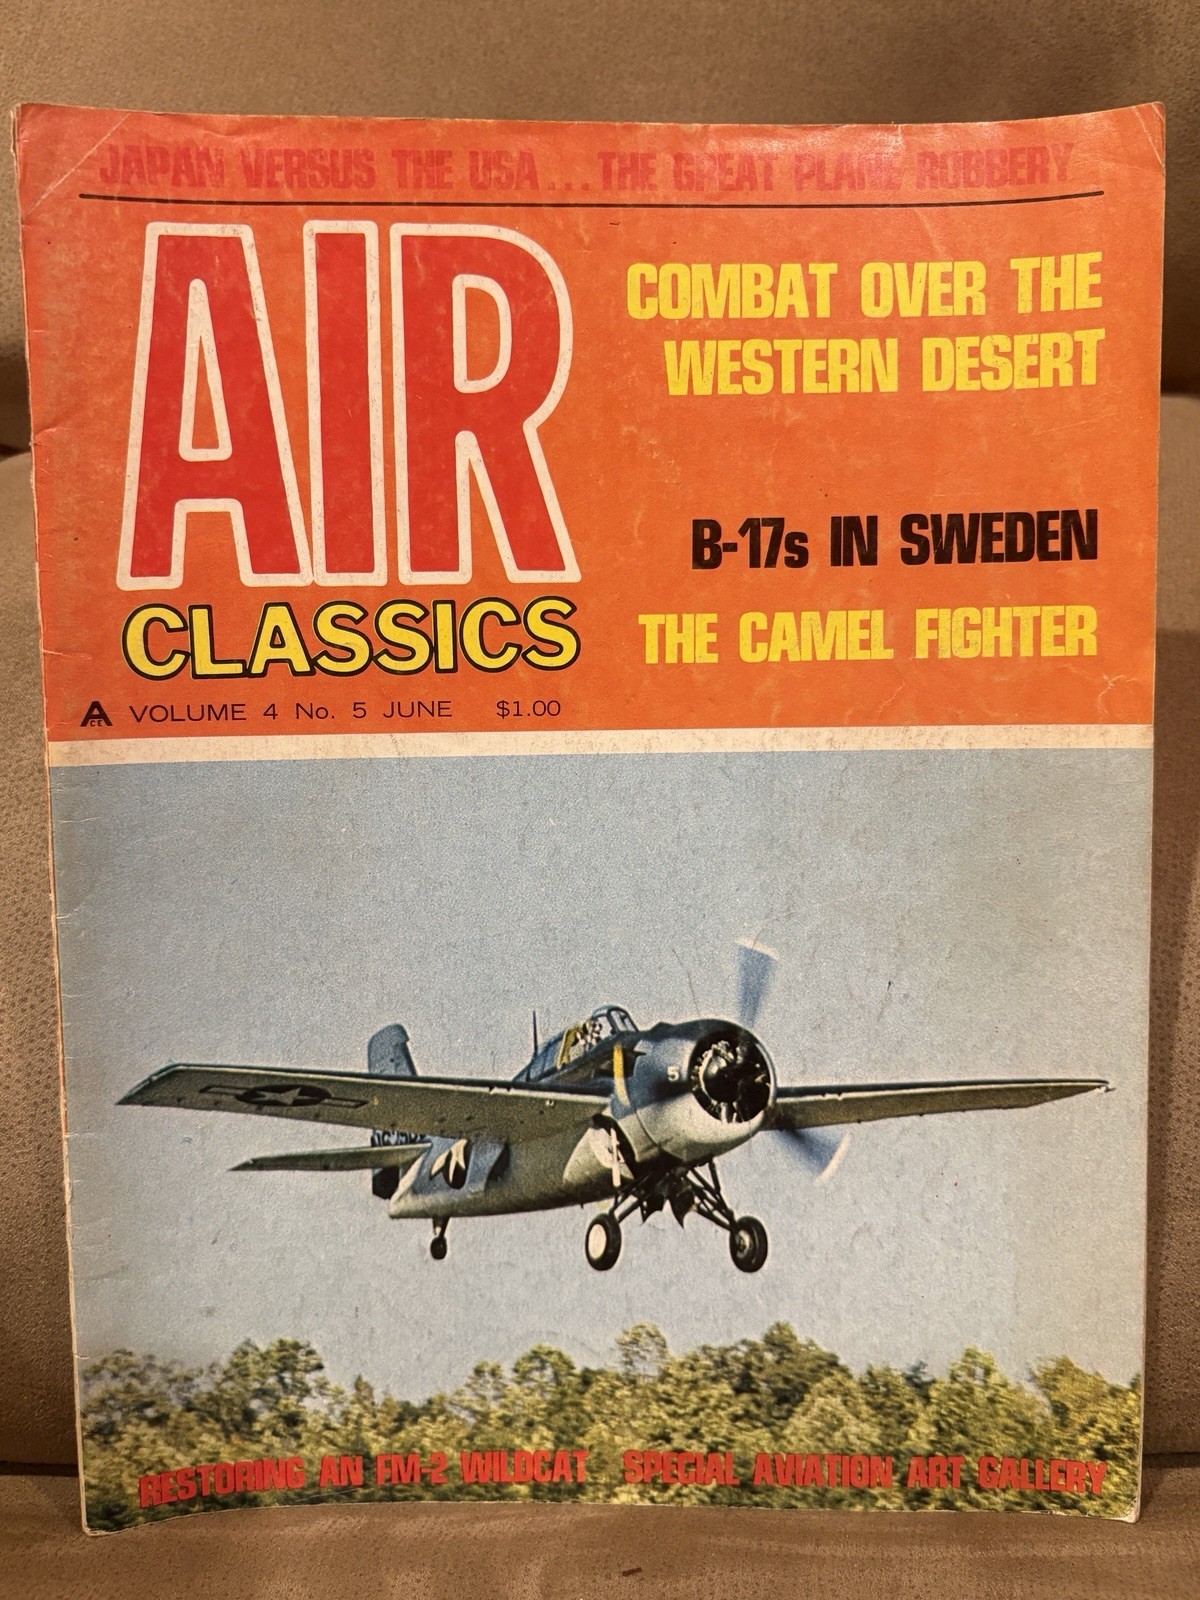 JAPAN VERSUS THE USA...THE GREAT PLANE ROBBERY
AIR
CLASSICS
ACE VOLUME 4 No. 5 JUNE $1.00
COMBAT OVER THE
WESTERN DESERT
B-17s IN SWEDEN
THE CAMEL FIGHTER
5
RESTORING AN FM-2 WILDCAT SPECIAL AVIATION ART GALLERY